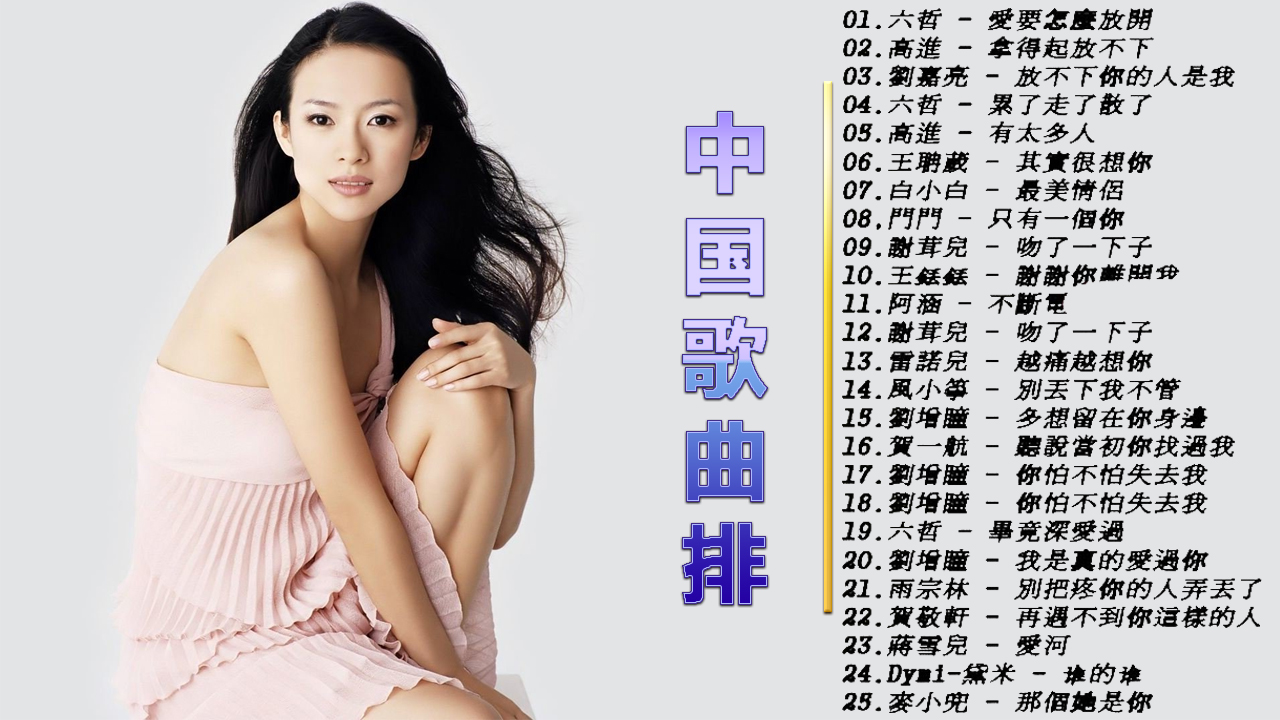 中国歌曲排
01.六哲 - 愛要怎麼放開
02.高進 - 拿得起放不下
03.劉嘉亮 - 放不下你的人是我
04.六哲 - 累了走了散了
05.高進 - 有太多人
06.王聃葳 - 其實很想你
07.白小白 - 最美情侶
08.門門 - 只有一個你
09.謝茸兒 - 吻了一下子
10.王銛銛 - 謝謝你離開我
11.阿涵 - 不斷電
12.謝茸兒 - 吻了一下子
13.雷諾兒 - 越痛越想你
14.風小箏 - 別丟下我不管
15.劉增瞳 - 多想留在你身邊
16.賀一航 - 聽說當初你找過我
17.劉增瞳 - 你怕不怕失去我
18.劉增瞳 - 你怕不怕失去我
19.六哲 - 畢竟深愛過
20.劉增瞳 - 我是真的愛過你
21.雨宗林 - 別把疼你的人弄丟了
22.賀敬軒 - 再遇不到你這樣的人
23.蔣雪兒 - 愛河
24.Dymi-黛米 - 谁的谁
25.麥小兜 - 那個她是你